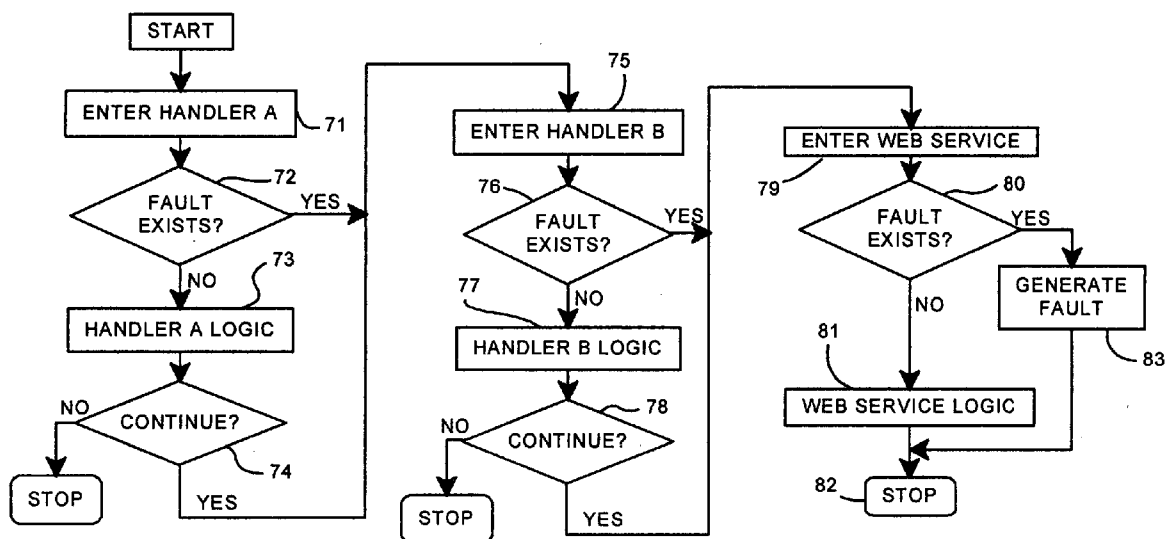 START
ENTER HANDLER A
71
72
FAULT
EXISTS?
YES
NO
73
HANDLER A LOGIC
NO
CONTINUE?
74
STOP
YES
75
ENTER HANDLER B
76
FAULT
EXISTS?
YES
77
NO
HANDLER B LOGIC
78
NO
CONTINUE?
STOP
YES
ENTER WEB SERVICE
79
80
FAULT
EXISTS?
YES
NO
GENERATE
FAULT
83
81
WEB SERVICE LOGIC
82
STOP